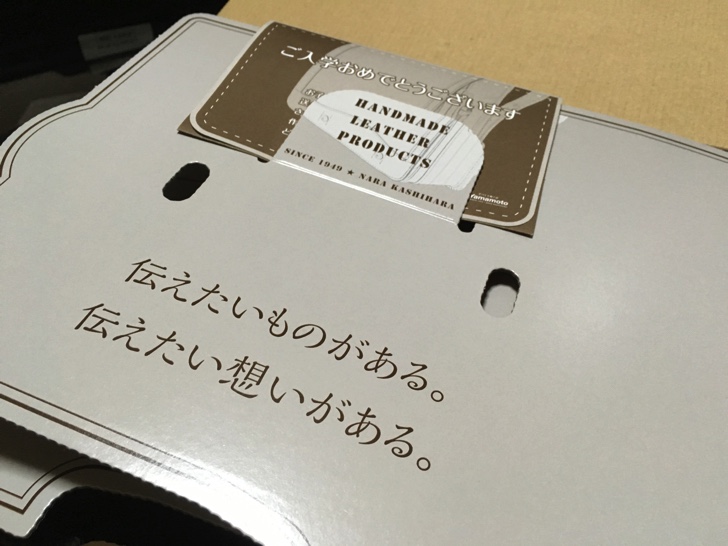 ご入学おめでとうございます
HANDMADE
LEATHER
PRODUCTS
SINCE 1949 ★ NARA KASHIHARA
Yamamoto
伝えたいものがある。
伝えたい想いがある。